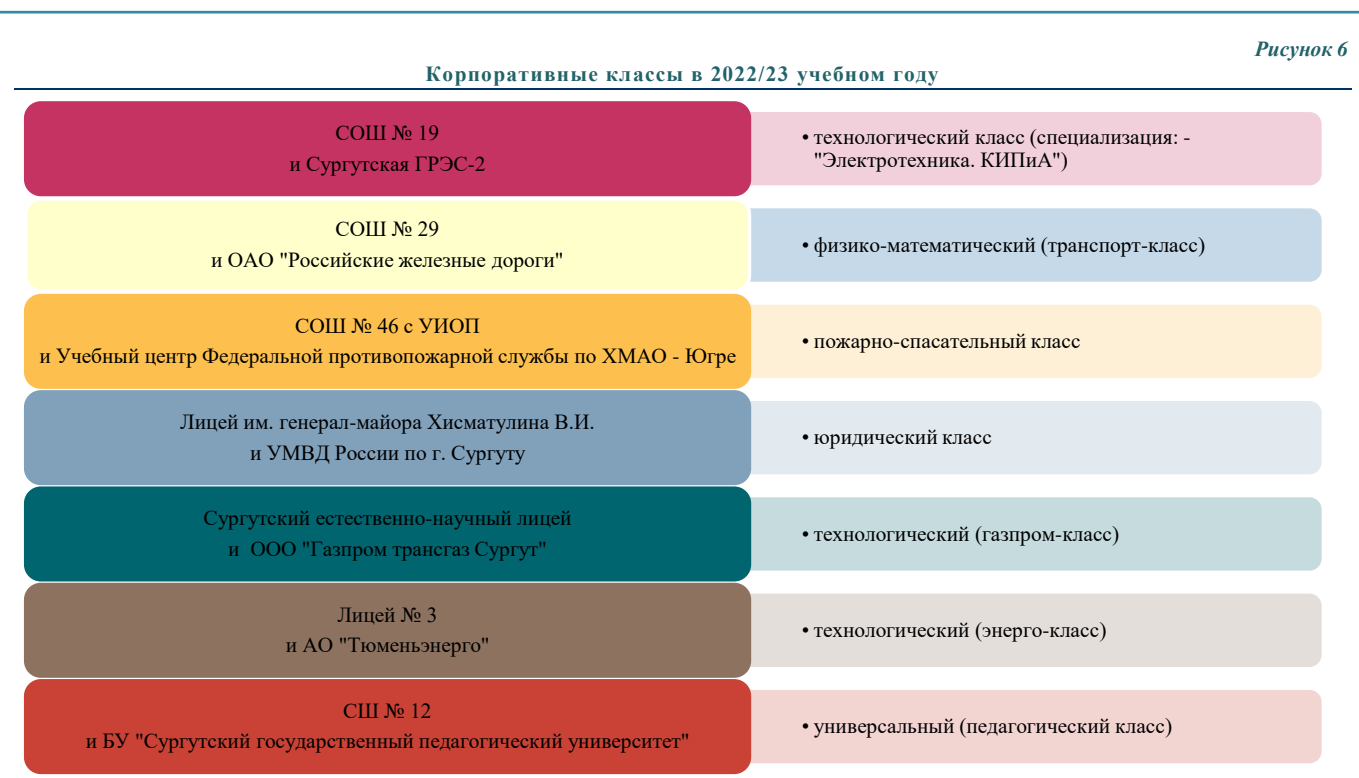 Рисунок 6
Корпоративные классы в 2022/23 учебном году
СОШ № 19
и Сургутская ГРЭС-2
• технологический класс (специализация: -
"Электротехника. КИПиА")
СОШ № 29
и ОАО "Российские железные дороги"
• физико-математический (транспорт-класс)
СОШ № 46 с УИОП
и Учебный центр Федеральной противопожарной службы по ХМАО - Югре
• пожарно-спасательный класс
Лицей им. генерал-майора Хисматулина В.И.
и УМВД России по г. Сургуту
• юридический класс
Сургутский естественно-научный лицей
и ООО "Газпром трансгаз Сургут"
• технологический (газпром-класс)
Лицей № 3
и АО "Тюменьэнерго"
• технологический (энерго-класс)
СШ № 12
и БУ "Сургутский государственный педагогический университет"
• универсальный (педагогический класс)